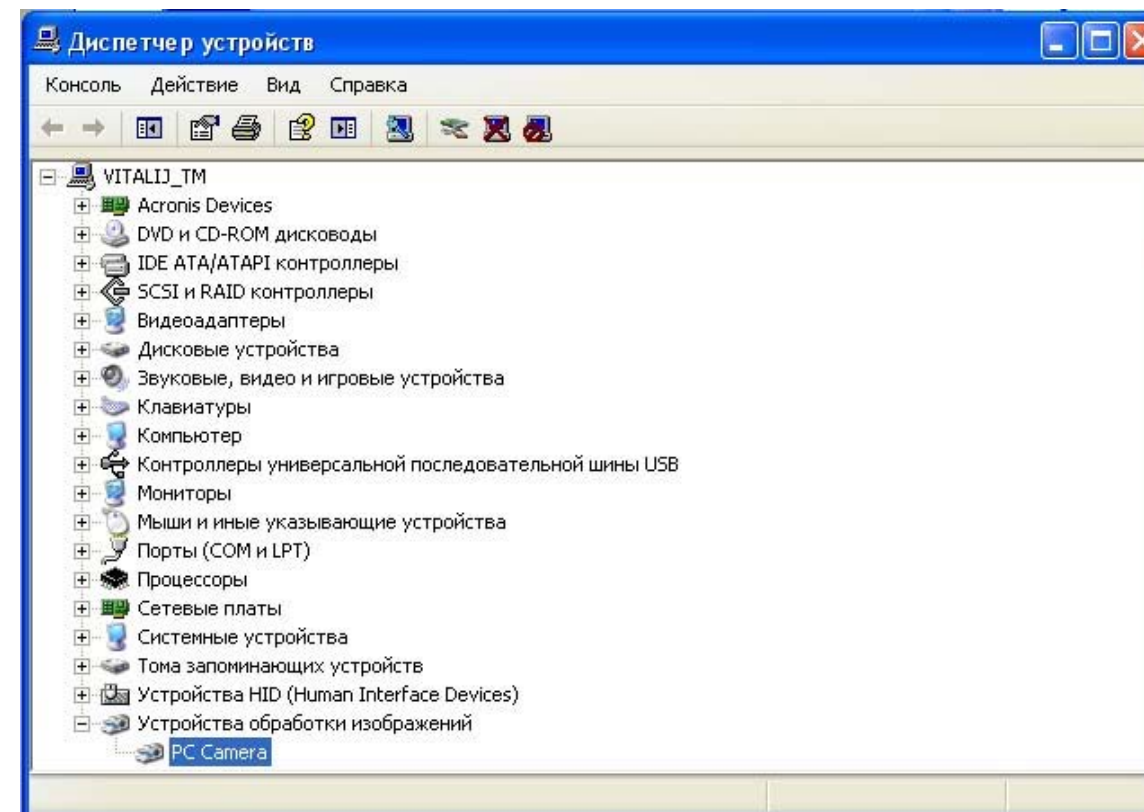 Диспетчер устройств
Консоль Действие Вид Справка
VITALIJ_TM
Acronis Devices
DVD и CD-ROM дисководы
IDE ATA/ATAPI контроллеры
SCSI и RAID контроллеры
Видеоадаптеры
Дисковые устройства
Звуковые, видео и игровые устройства
Клавиатуры
Компьютер
Контроллеры универсальной последовательной шины USB
Мониторы
Мыши и иные указывающие устройства
Порты (COM и LPT)
Процессоры
Сетевые платы
Системные устройства
Тома запоминающих устройств
Устройства HID (Human Interface Devices)
Устройства обработки изображений
PC Camera